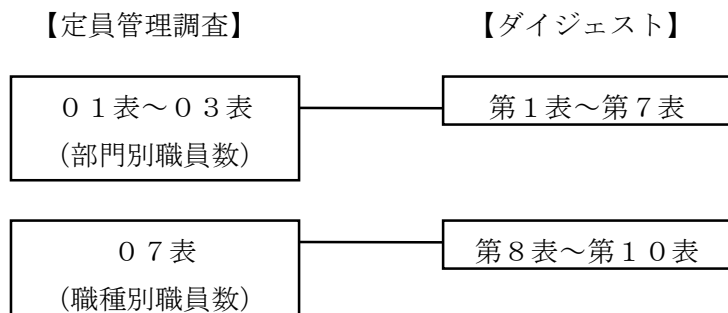 【定員管理調査】
【ダイジェスト】
０１表～０３表
（部門別職員数）
第１表～第７表
０７表
（職種別職員数）
第８表～第１０表